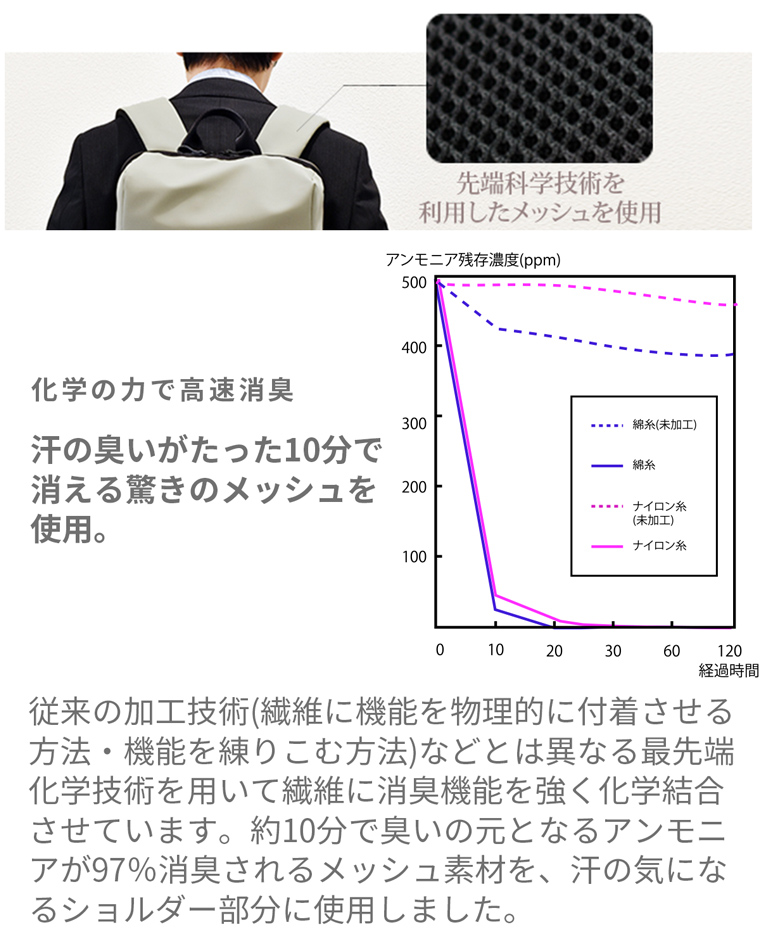 先端科学技術を
利用したメッシュを使用
アンモニア残存濃度(ppm)
500
400
300
200
100
綿糸(未加工)
綿糸
ナイロン糸
(未加工)
ナイロン糸
0 10 20 30 60 120
経過時間
化学の力で高速消臭
汗の臭いがたった10分で
消える驚きのメッシュを
使用。
従来の加工技術(繊維に機能を物理的に付着させる
方法・機能を練りこむ方法)などとは異なる最先端
化学技術を用いて繊維に消臭機能を強く化学結合
させています。約10分で臭いの元となるアンモニ
アが97%消臭されるメッシュ素材を、汗の気にな
るショルダー部分に使用しました。